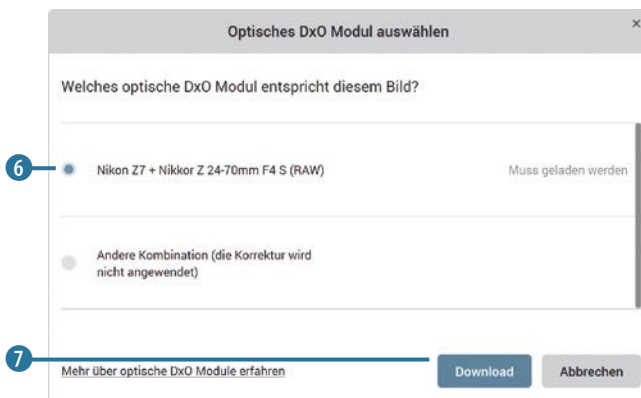 Optisches DxO Modul auswählen
×
Welches optische DxO Modul entspricht diesem Bild?
6
Nikon Z7 + Nikkor Z 24-70mm F4 S (RAW)
Muss geladen werden
Andere Kombination (die Korrektur wird
nicht angewendet)
7
Mehr über optische DxO Module erfahren
Download
Abbrechen